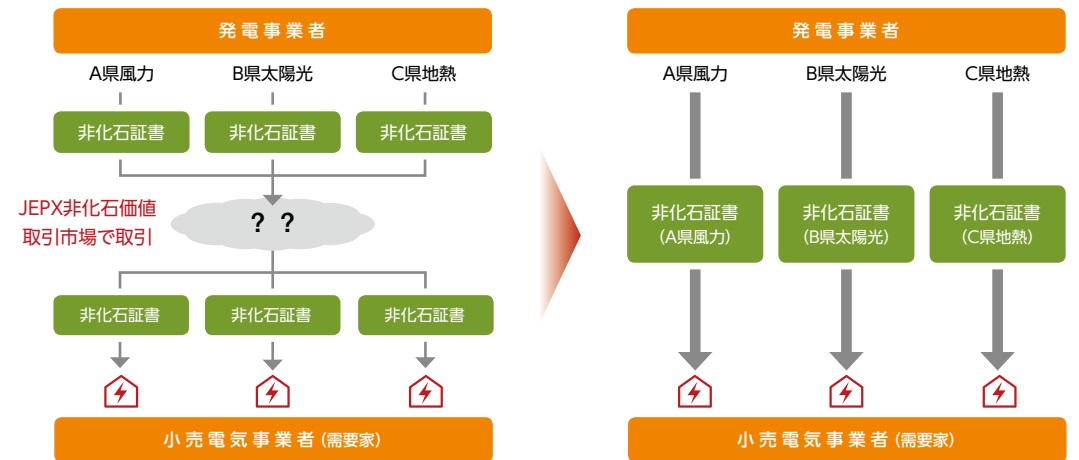 発電事業者
A県風力
B県太陽光
C県地熱
非化石証書
非化石証書
非化石証書
JEPX非化石価値
取引市場で取引
? ?
非化石証書
非化石証書
非化石証書
小売電気事業者(需要家)
発電事業者
A県風力
B県太陽光
C県地熱
非化石証書
(A県風力)
非化石証書
(B県太陽光)
非化石証書
(C県地熱)
小売電気事業者(需要家)